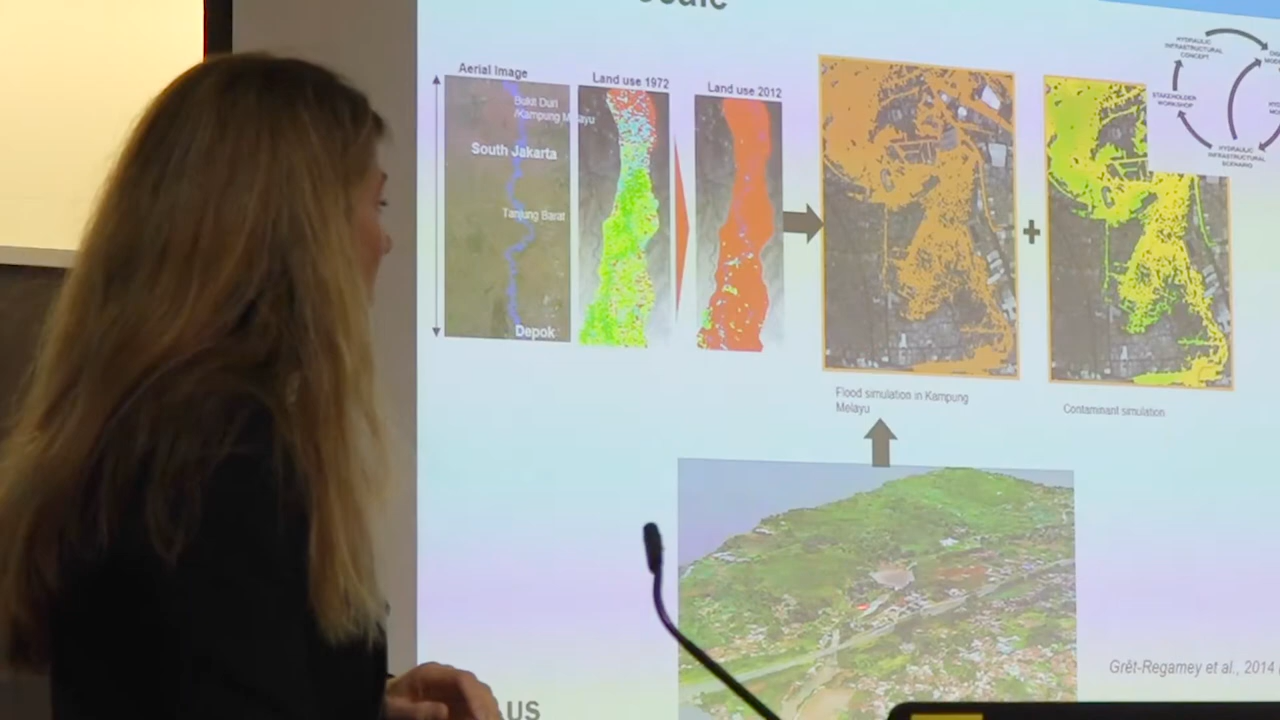 Aerial Image
Land use 1972
Land use 2012
Bukit Duri
/Kampung Melayu
South Jakarta
Tanjung Barat
Depok
HYDRAULIC
INFRASTRUCTURAL
CONCEPT
STAKEHOLDER
WORKSHOP
HYDRAULIC
INFRASTRUCTURAL
SCENARIO
+
Flood simulation in Kampung
Melayu
Contaminant simulation
Grêt-Regamey et al., 2014
US